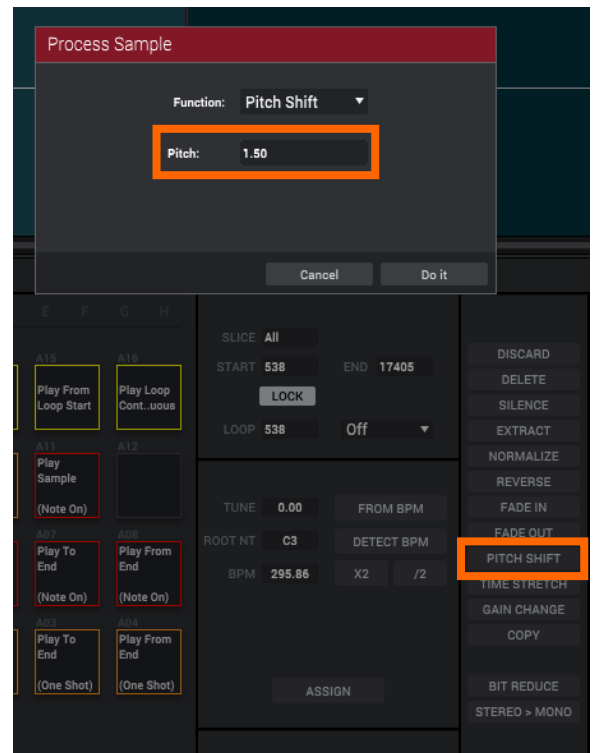 Process Sample
Function: Pitch Shift
Pitch: 1.50
Cancel Do it
E F G H
A15 A16
Play From
Loop Start
Play Loop
Cont..uous
A11 A12
Play
Sample
(Note On)
A07 A08
Play To
End
(Note On)
Play From
End
(Note On)
A03 A04
Play To
End
(One Shot)
Play From
End
(One Shot)
SLICE All
START 538 END 17405
LOCK
LOOP 538 Off
TUNE 0.00 FROM BPM
ROOT NT C3 DETECT BPM
BPM 295.86 X2 /2
ASSIGN
DISCARD
DELETE
SILENCE
EXTRACT
NORMALIZE
REVERSE
FADE IN
FADE OUT
PITCH SHIFT
TIME STRETCH
GAIN CHANGE
COPY
BIT REDUCE
STEREO > MONO